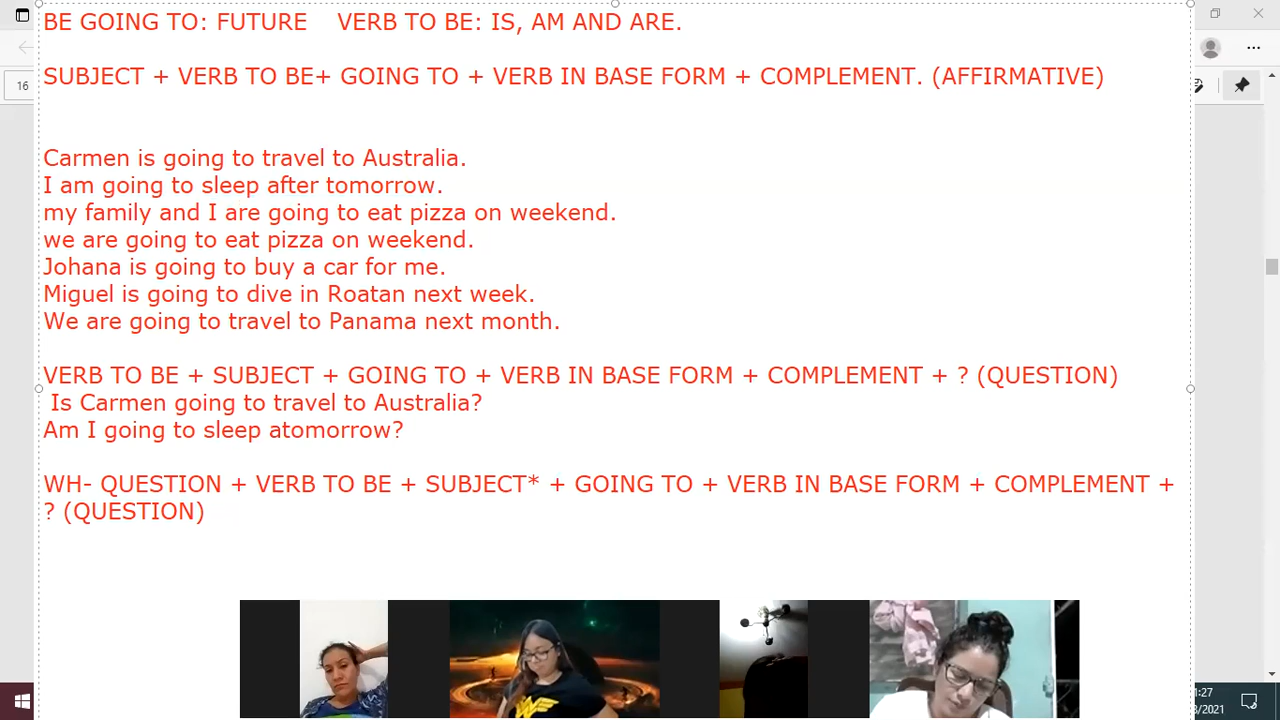 BE GOING TO: FUTURE VERB TO BE: IS, AM AND ARE.
16
SUBJECT + VERB TO BE+ GOING TO + VERB IN BASE FORM + COMPLEMENT. (AFFIRMATIVE)
Carmen is going to travel to Australia.
I am going to sleep after tomorrow.
my family and I are going to eat pizza on weekend.
we are going to eat pizza on weekend.
Johana is going to buy a car for me.
Miguel is going to dive in Roatan next week.
We are going to travel to Panama next month.
VERB TO BE + SUBJECT + GOING TO + VERB IN BASE FORM + COMPLEMENT + ? (QUESTION)
Is Carmen going to travel to Australia?
Am I going to sleep atomorrow?
WH- QUESTION + VERB TO BE + SUBJECT* + GOING TO + VERB IN BASE FORM + COMPLEMENT +
? (QUESTION)